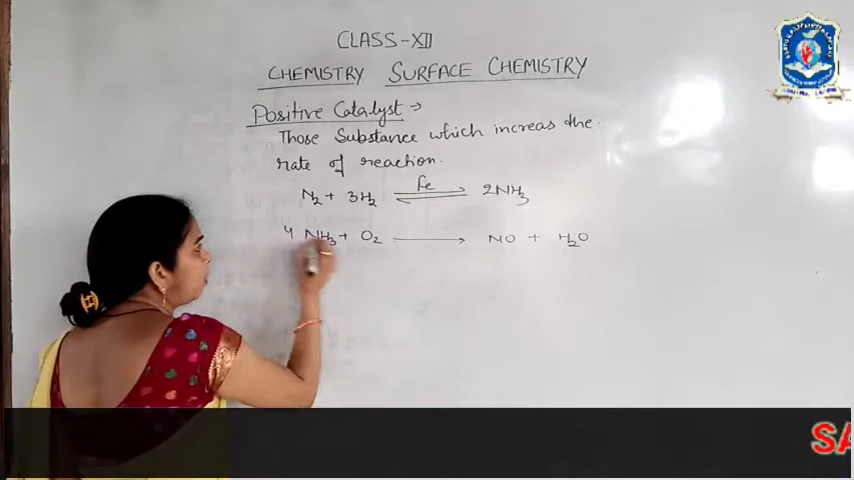 CLASS-XII
CHEMISTRY SURFACE CHEMISTRY
Positive Catalyst →
Those Substance which increas the
rate of reaction.
N₂ + 3H₂ ⇌ Fe 2NH₃
4 NH₃ + O₂ → NO + H₂O
SA